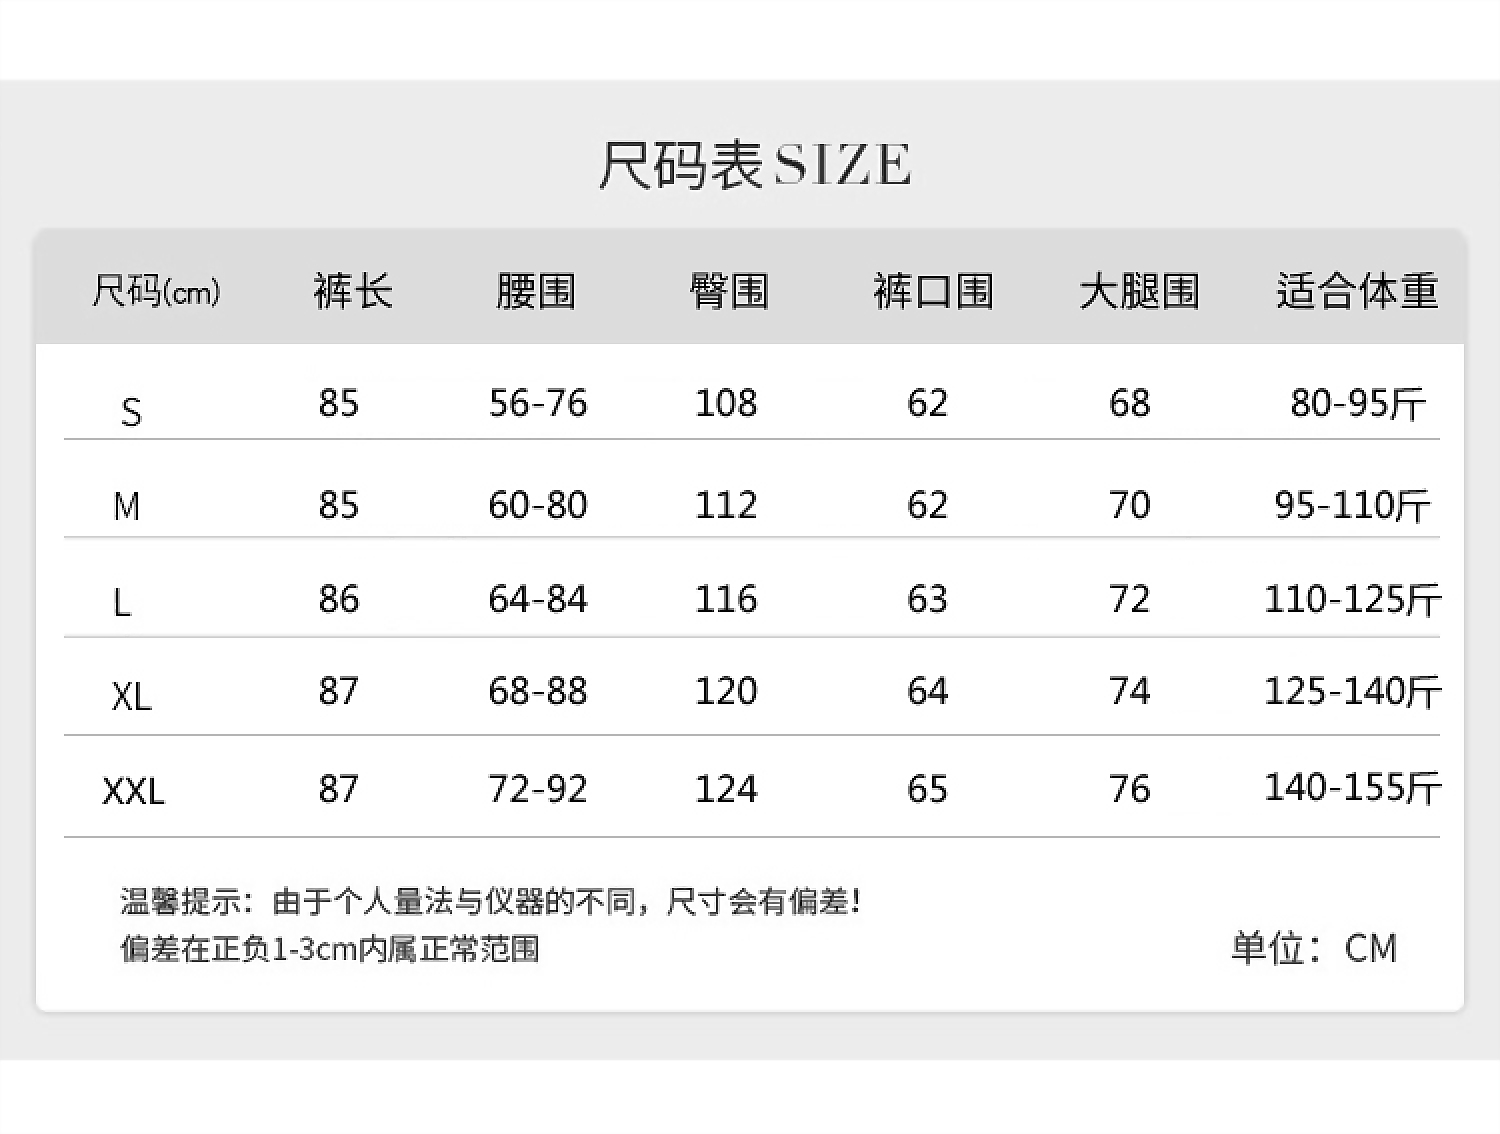 尺码表SIZE
尺码(cm) 裤长 腰围 臀围 裤口围 大腿围 适合体重
S 85 56-76 108 62 68 80-95斤
M 85 60-80 112 62 70 95-110斤
L 86 64-84 116 63 72 110-125斤
XL 87 68-88 120 64 74 125-140斤
XXL 87 72-92 124 65 76 140-155斤
温馨提示：由于个人量法与仪器的不同，尺寸会有偏差！
偏差在正负1-3cm内属正常范围
单位：CM